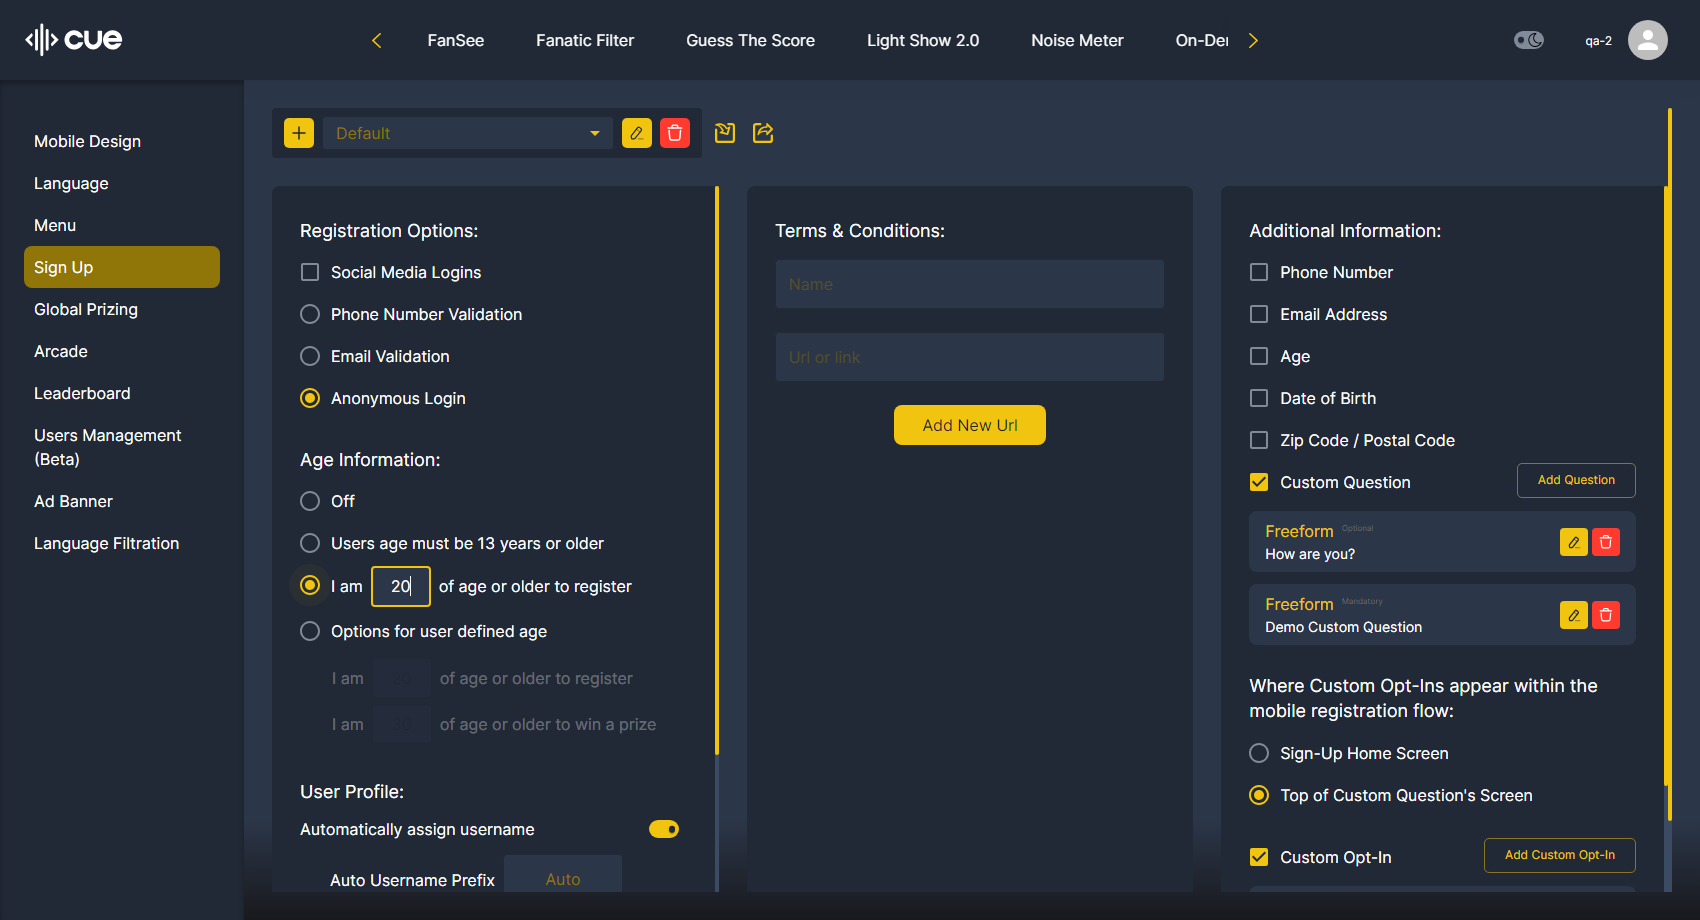 cue
FanSee
Fanatic Filter
Guess The Score
Light Show 2.0
Noise Meter
On-De
qa-2
Mobile Design
Language
Menu
Sign Up
Global Prizing
Arcade
Leaderboard
Users Management
(Beta)
Ad Banner
Language Filtration
Default
Registration Options:
Social Media Logins
Phone Number Validation
Email Validation
Anonymous Login
Age Information:
Off
Users age must be 13 years or older
I am 20 of age or older to register
Options for user defined age
I am 20 of age or older to register
I am of age or older to win a prize
User Profile:
Automatically assign username
Auto Username Prefix Auto
Terms & Conditions:
Name
Url or link
Add New Url
Additional Information:
Phone Number
Email Address
Age
Date of Birth
Zip Code / Postal Code
Custom Question
Add Question
Freeform Optional
How are you?
Freeform Mandatory
Demo Custom Question
Where Custom Opt-Ins appear within the
mobile registration flow:
Sign-Up Home Screen
Top of Custom Question's Screen
Custom Opt-In
Add Custom Opt-In